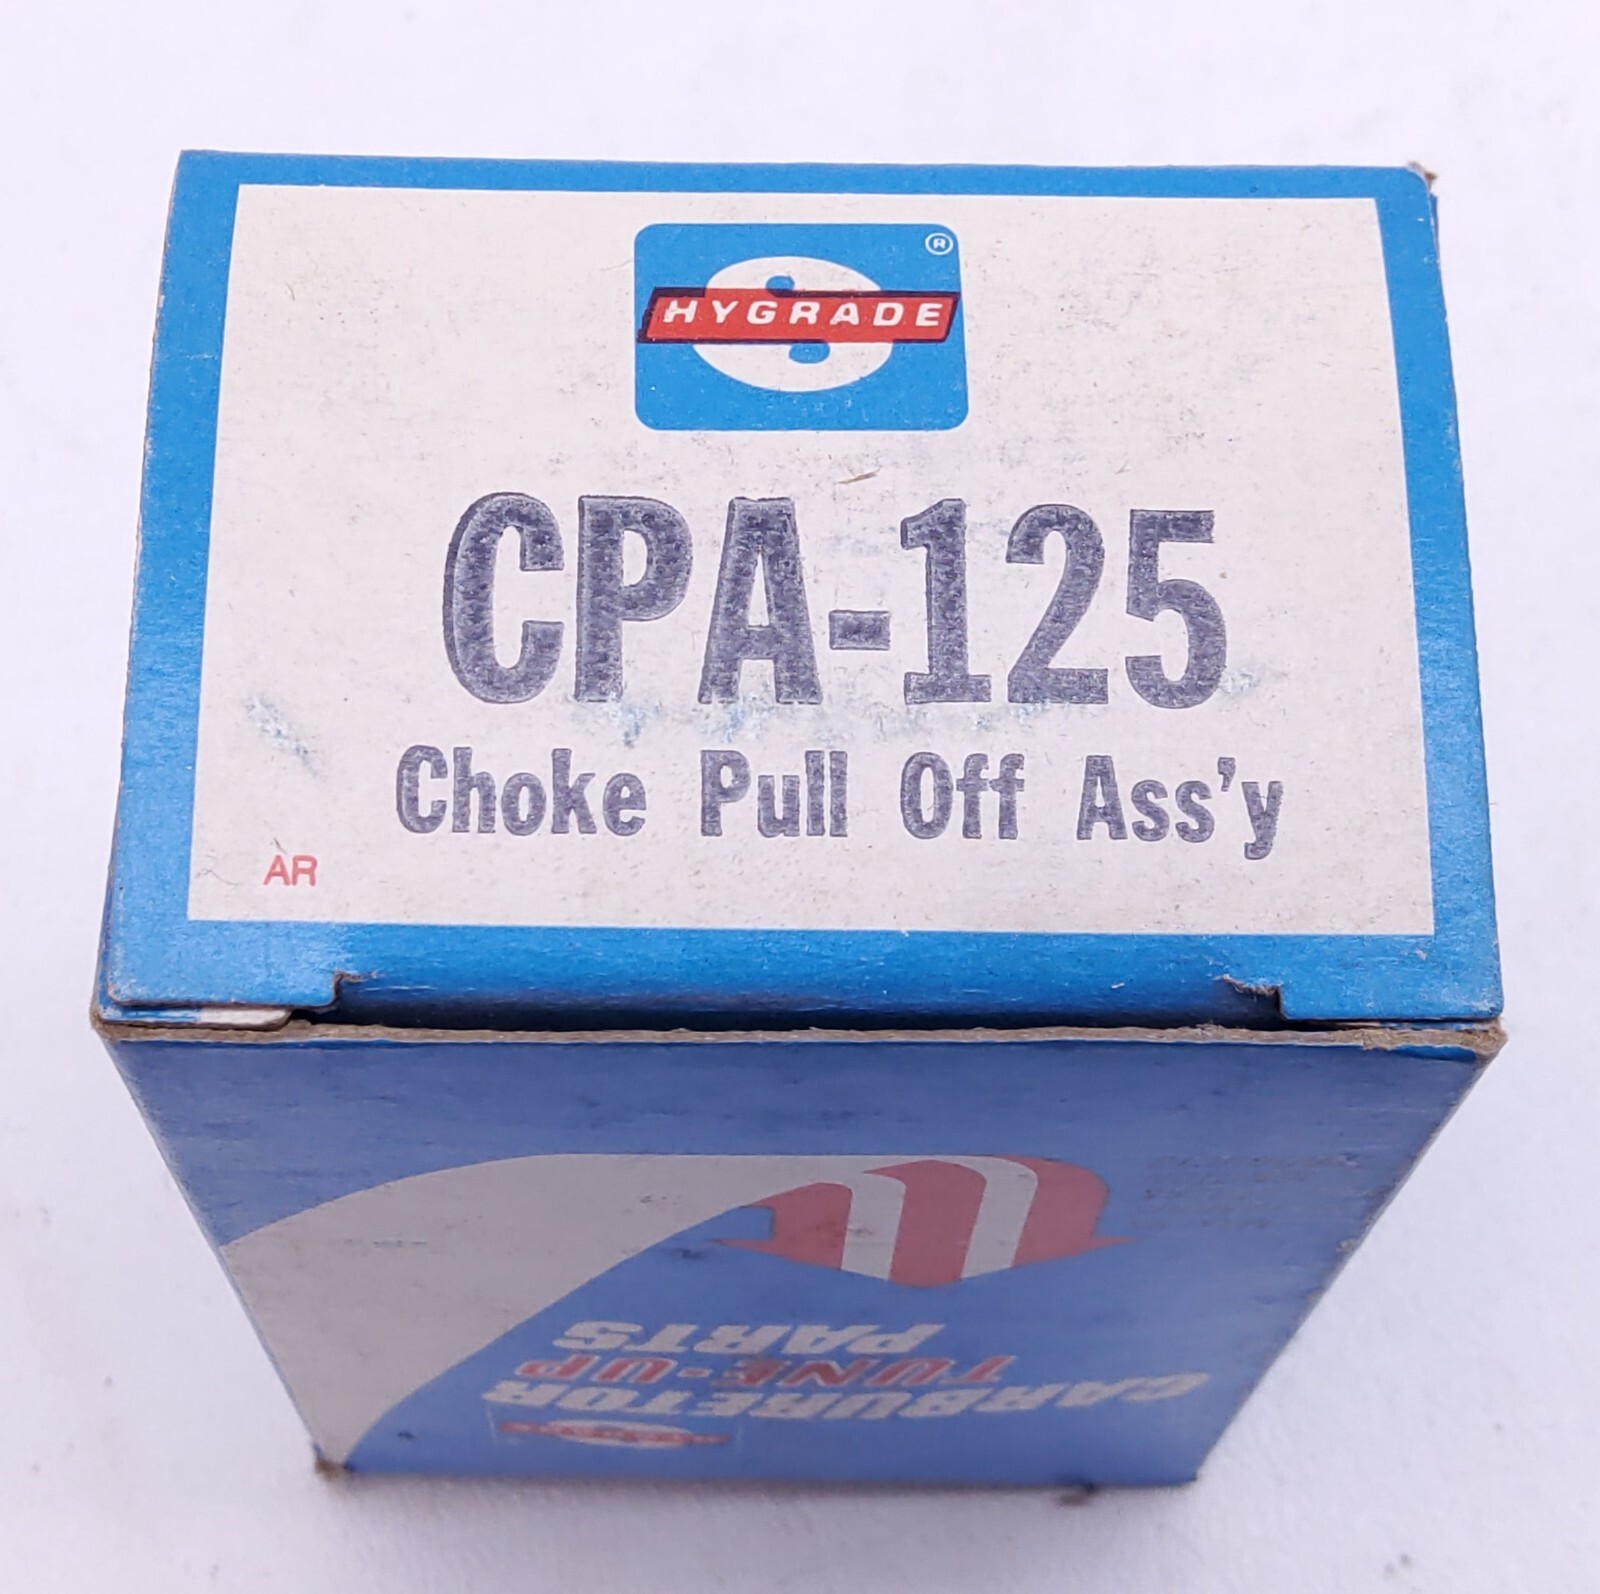 ®
HYGRADE
CPA-125
Choke Pull Off Ass'y
AR
CARBURETOR
TUNE-UP
PARTS